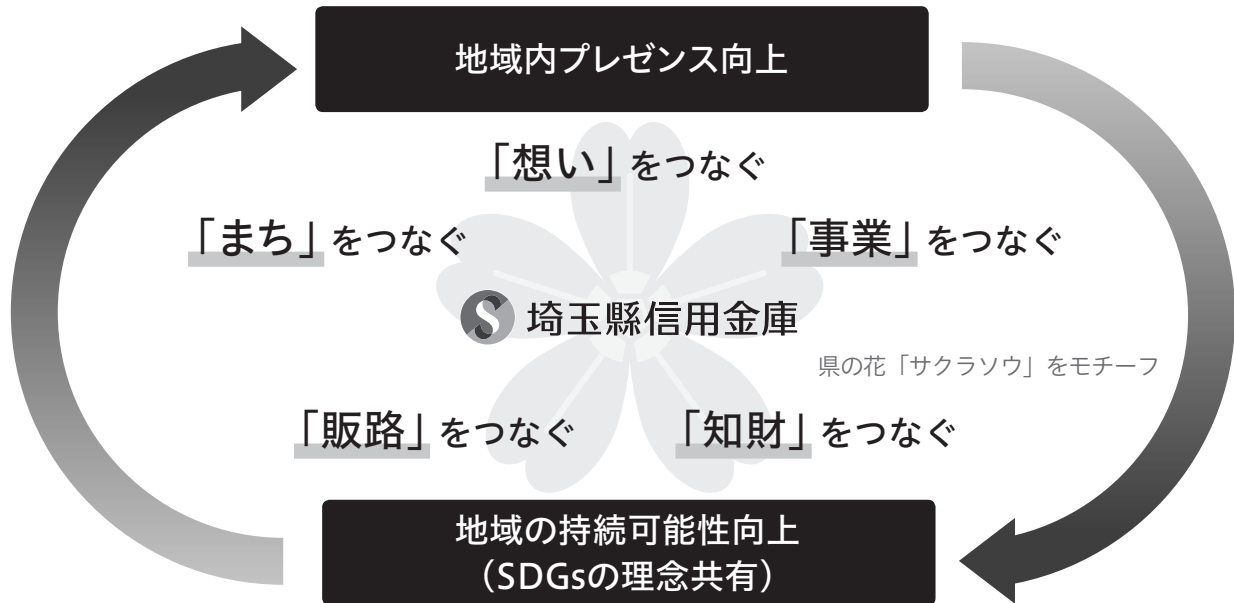 地域内プレゼンス向上
「想い」をつなぐ
「まち」をつなぐ
「事業」をつなぐ
S 埼玉縣信用金庫
県の花「サクラソウ」をモチーフ
「販路」をつなぐ
「知財」をつなぐ
地域の持続可能性向上
（SDGsの理念共有）